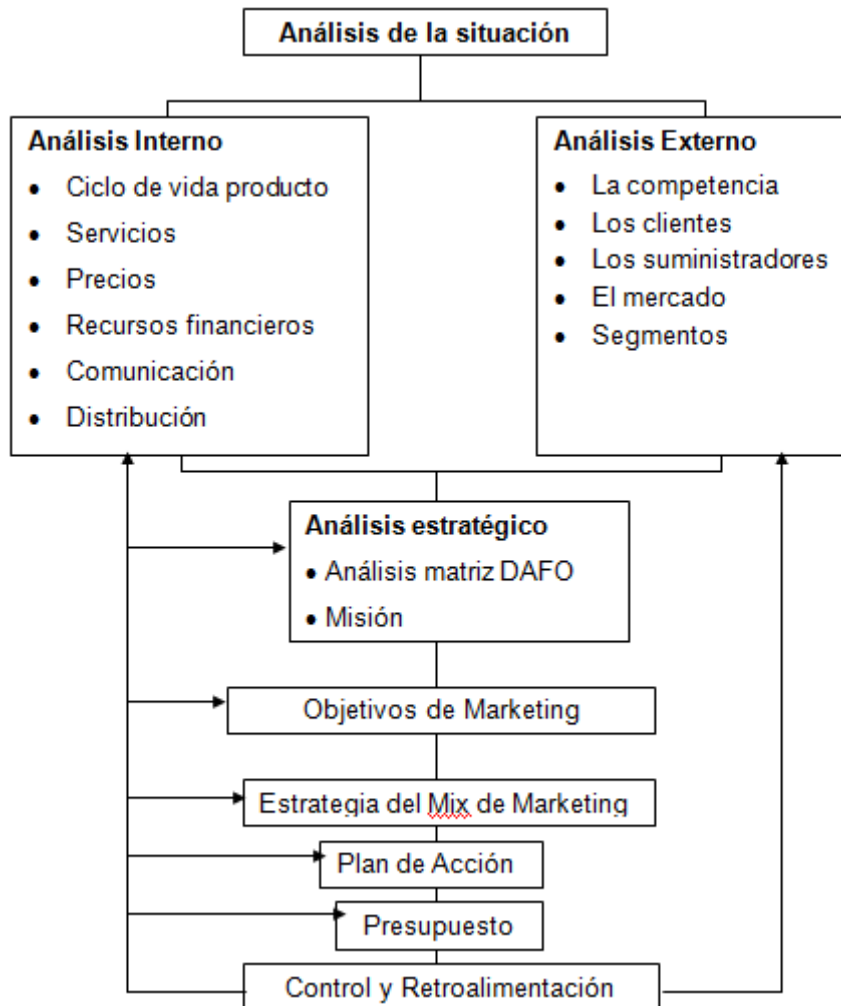 Análisis de la situación
Análisis Interno
• Ciclo de vida producto
• Servicios
• Precios
• Recursos financieros
• Comunicación
• Distribución
Análisis Externo
• La competencia
• Los clientes
• Los suministradores
• El mercado
• Segmentos
Análisis estratégico
• Análisis matriz DAFO
• Misión
Objetivos de Marketing
Estrategia del Mix de Marketing
Plan de Acción
Presupuesto
Control y Retroalimentación